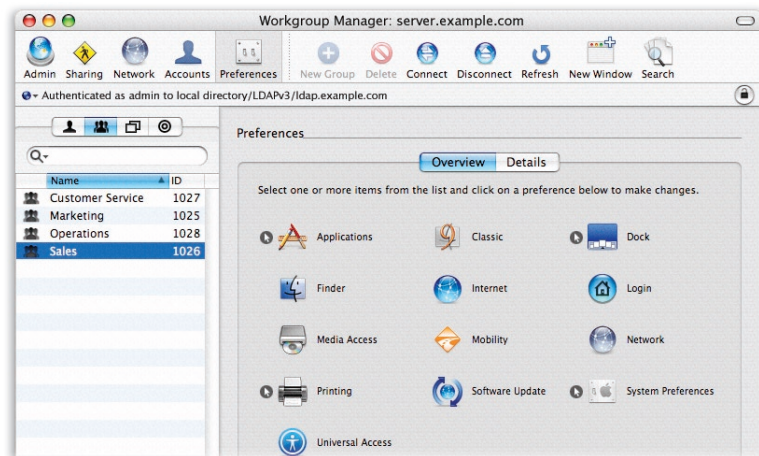 Workgroup Manager: server.example.com
Admin Sharing Network Accounts Preferences New Group Delete Connect Disconnect Refresh New Window Search
Authenticated as admin to local directory/LDAPv3/ldap.example.com
Preferences
Overview Details
Select one or more items from the list and click on a preference below to make changes.
Name ID
Customer Service 1027
Marketing 1025
Operations 1028
Sales 1026
Applications Classic Dock
Finder Internet Login
Media Access Mobility Network
Printing Software Update System Preferences
Universal Access